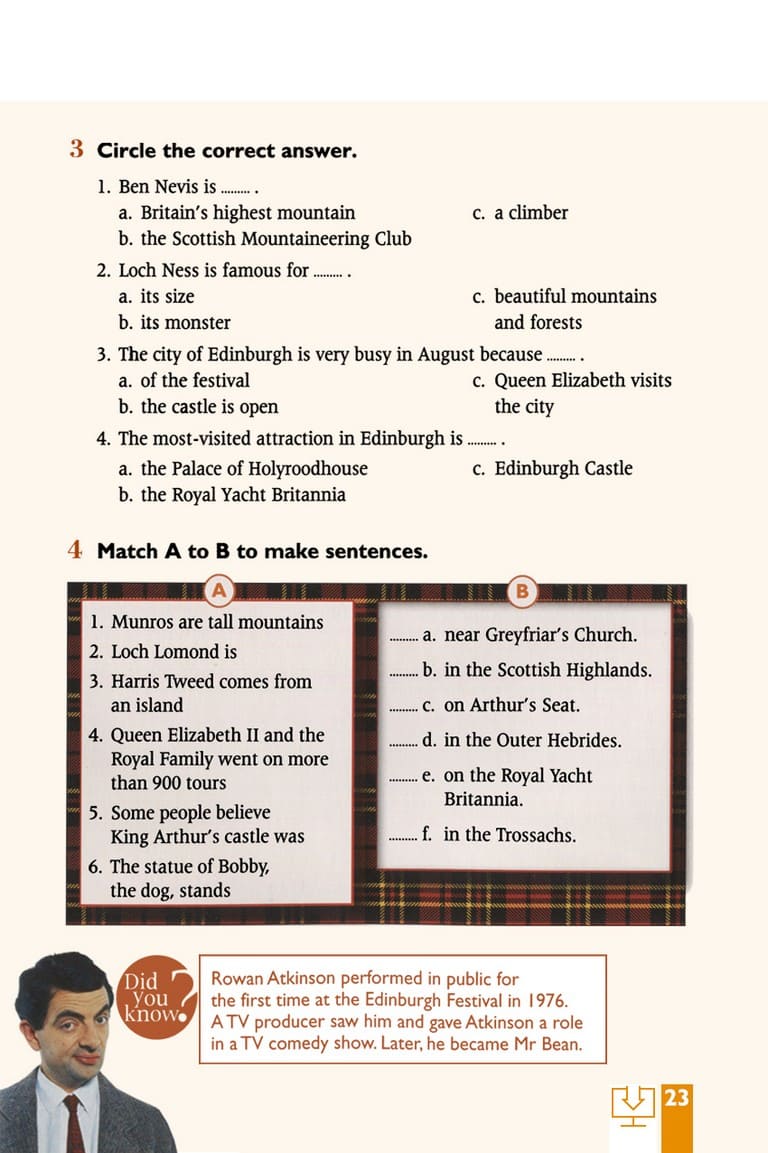 3 Circle the correct answer.
1. Ben Nevis is ......... .
a. Britain's highest mountain
c. a climber
b. the Scottish Mountaineering Club
2. Loch Ness is famous for ......... .
a. its size
c. beautiful mountains
and forests
b. its monster
3. The city of Edinburgh is very busy in August because ......... .
a. of the festival
c. Queen Elizabeth visits
the city
b. the castle is open
4. The most-visited attraction in Edinburgh is ......... .
a. the Palace of Holyroodhouse
c. Edinburgh Castle
b. the Royal Yacht Britannia
4 Match A to B to make sentences.
A
1. Munros are tall mountains
2. Loch Lomond is
3. Harris Tweed comes from
an island
4. Queen Elizabeth II and the
Royal Family went on more
than 900 tours
5. Some people believe
King Arthur's castle was
6. The statue of Bobby,
the dog, stands
B
......... a. near Greyfriar's Church.
......... b. in the Scottish Highlands.
......... c. on Arthur's Seat.
......... d. in the Outer Hebrides.
......... e. on the Royal Yacht
Britannia.
......... f. in the Trossachs.
Did
you
know?
Rowan Atkinson performed in public for
the first time at the Edinburgh Festival in 1976.
A TV producer saw him and gave Atkinson a role
in a TV comedy show. Later, he became Mr Bean.
23